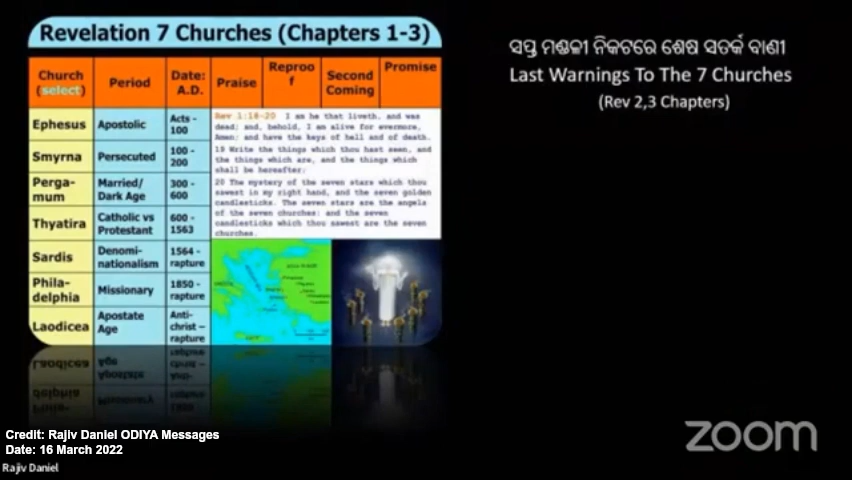 Revelation 7 Churches (Chapters 1-3)
Church
(select)
Period
Date:
A.D.
Praise
Reproo
f
Second
Coming
Promise
Ephesus
Apostolic
Acts -
100
Smyrna
Persecuted
100 -
200
Perga-
mum
Married/
Dark Age
300 -
600
Thyatira
Catholic vs
Protestant
600 -
1563
Sardis
Denomi-
nationalism
1564 -
rapture
Phila-
delphia
Missionary
1850 -
rapture
Laodicea
Apostate
Age
Anti-
christ –
rapture
Rev 1:18-20 I am he that liveth, and was
dead; and, behold, I am alive for evermore,
Amen; and have the keys of hell and of death.
19 Write the things which thou hast seen, and
the things which are, and the things which
shall be hereafter;
20 The mystery of the seven stars which thou
sawest in my right hand, and the seven golden
candlesticks. The seven stars are the angels
of the seven churches: and the seven
candlesticks which thou sawest are the seven
churches.
ସପ୍ତ ମଣ୍ଡଳୀ ନିକଟରେ ଶେଷ ସତର୍କ ବାଣୀ
Last Warnings To The 7 Churches
(Rev 2,3 Chapters)
Credit: Rajiv Daniel ODIYA Messages
Date: 16 March 2022
Rajiv Daniel
zoom